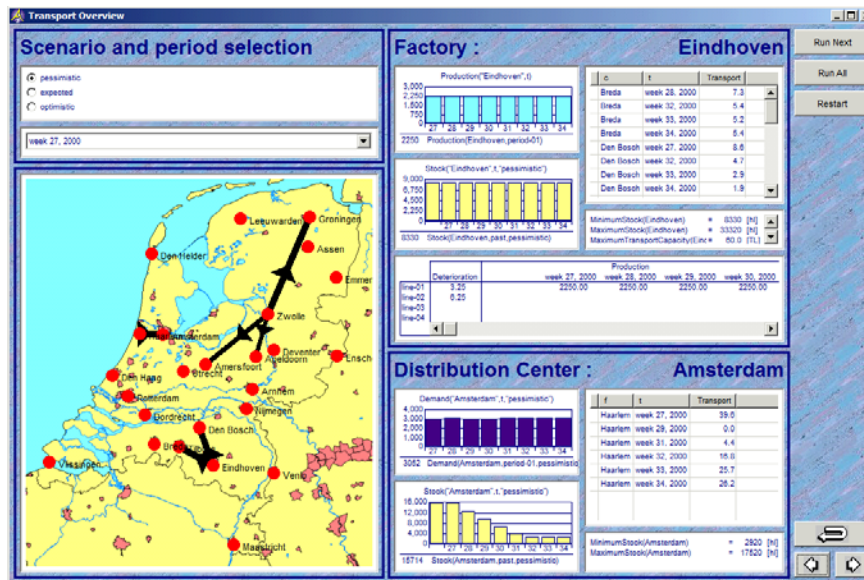 Transport Overview
Scenario and period selection
pessimistic
expected
optimistic
week 27, 2000
Leeuwarden
Groningen
Assen
Den Helder
Emmen
Zwolle
Amsterdam
Deventer
Apeldoorn
Ensch
Amersfoort
Utrecht
Den Haag
Arnhem
Rotterdam
Nijmegen
Dordrecht
Den Bosch
Breda
Eindhoven
Vlissingen
Venlo
Maastricht
Factory : Eindhoven
Production("Eindhoven",t)
3,000
2,250
1,500
750
0
27 28 29 30 31 32 33 34
2250 Production(Eindhoven,period-01)
Stock("Eindhoven",t,"pessimistic")
9,000
6,750
4,500
2,250
0
27 28 29 30 31 32 33 34
8330 Stock(Eindhoven,past,pessimistic)
c t Transport
Breda week 28, 2000 7.3
Breda week 32, 2000 5.4
Breda week 33, 2000 5.2
Breda week 34, 2000 6.4
Den Bosch week 27, 2000 8.6
Den Bosch week 32, 2000 4.7
Den Bosch week 33, 2000 2.9
Den Bosch week 34, 2000 1.9
MinimumStock(Eindhoven) = 8330 [hl]
MaximumStock(Eindhoven) = 33320 [hl]
MaximumTransportCapacity(Eind = 60.0 [TL]
Production
Deterioration week 27, 2000 week 28, 2000 week 29, 2000 week 30, 2000
line-01 3.25 2250.00 2250.00 2250.00 2250.00
line-02 6.25
line-03
line-04
Distribution Center : Amsterdam
Demand("Amsterdam",t,"pessimistic")
4,000
3,000
2,000
1,000
0
27 28 29 30 31 32 33 34
3062 Demand(Amsterdam,period-01,pessimistic
Stock("Amsterdam",t,"pessimistic")
16,000
12,000
8,000
4,000
0
27 28 29 30 31 32 33 34
15714 Stock(Amsterdam,past,pessimistic)
f t Transport
Haarlem week 27, 2000 39.6
Haarlem week 29, 2000 0.0
Haarlem week 31, 2000 4.4
Haarlem week 32, 2000 16.8
Haarlem week 33, 2000 25.7
Haarlem week 34, 2000 26.2
MinimumStock(Amsterdam) = 2920 [hl]
MaximumStock(Amsterdam) = 17520 [hl]
Run Next
Run All
Restart